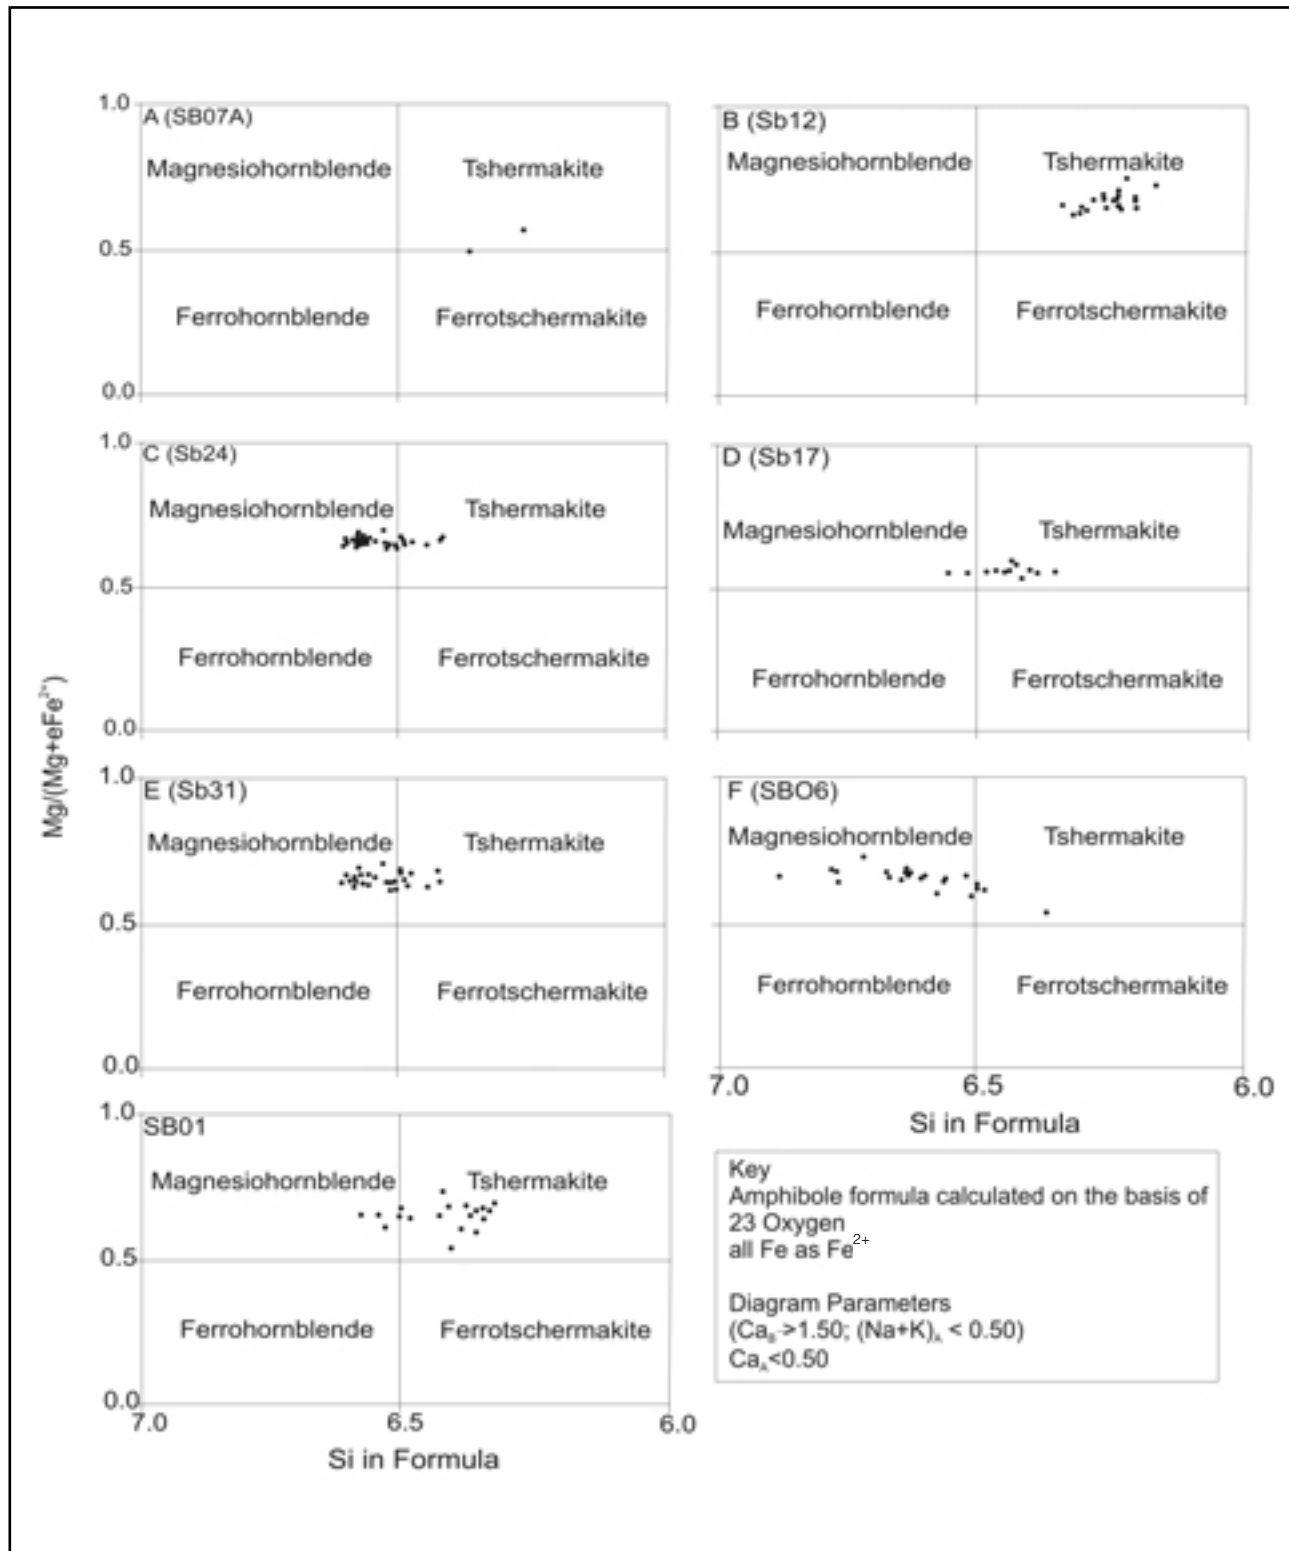 1.0
A (SB07A)
Magnesiohornblende Tshermakite
0.5
Ferrohornblende Ferrotschermakite
0.0
B (Sb12)
Magnesiohornblende Tshermakite
Ferrohornblende Ferrotschermakite
1.0
C (Sb24)
Magnesiohornblende Tshermakite
0.5
Ferrohornblende Ferrotschermakite
0.0
D (Sb17)
Magnesiohornblende Tshermakite
Ferrohornblende Ferrotschermakite
Mg/(Mg+eFe²⁺)
1.0
E (Sb31)
Magnesiohornblende Tshermakite
0.5
Ferrohornblende Ferrotschermakite
0.0
F (SBO6)
Magnesiohornblende Tshermakite
Ferrohornblende Ferrotschermakite
7.0 6.5 6.0
Si in Formula
1.0
SB01
Magnesiohornblende Tshermakite
0.5
Ferrohornblende Ferrotschermakite
0.0
7.0 6.5 6.0
Si in Formula
Key
Amphibole formula calculated on the basis of
23 Oxygen
all Fe as Fe²⁺
Diagram Parameters
(Ca_B->1.50; (Na+K)_A < 0.50)
Ca_A<0.50